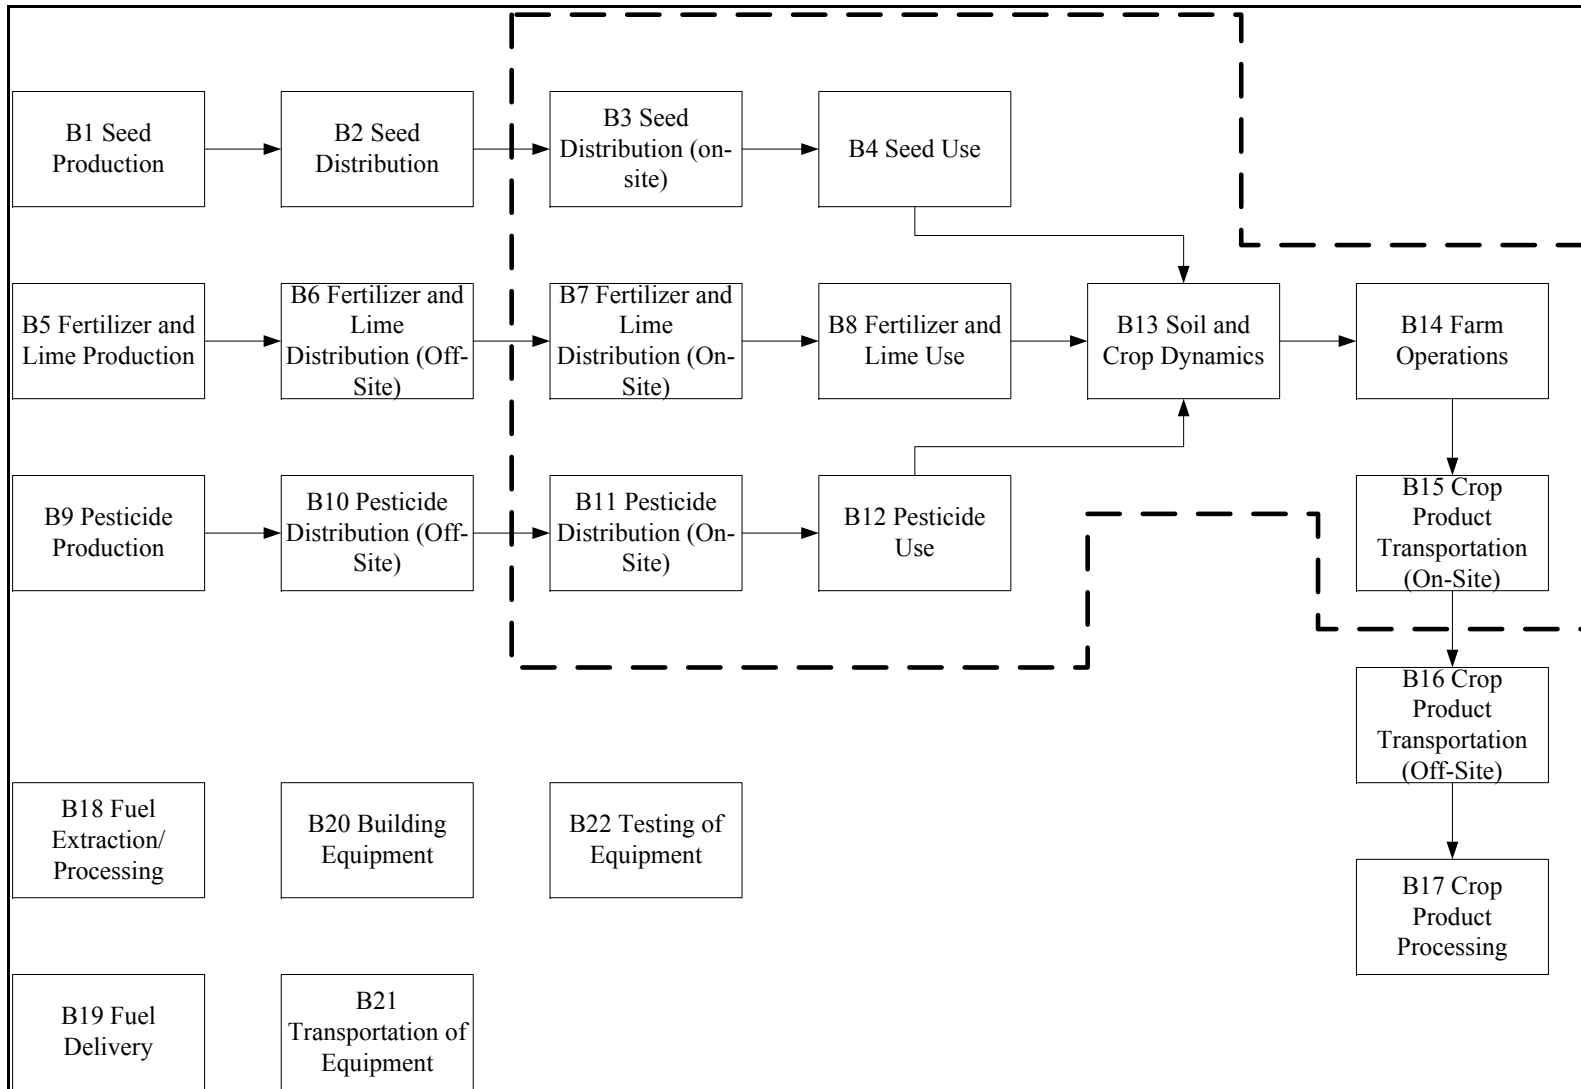 B1 Seed
Production
B2 Seed
Distribution
B3 Seed
Distribution (on-
site)
B4 Seed Use
B5 Fertilizer and
Lime Production
B6 Fertilizer and
Lime
Distribution (Off-
Site)
B7 Fertilizer and
Lime
Distribution (On-
Site)
B8 Fertilizer and
Lime Use
B13 Soil and
Crop Dynamics
B14 Farm
Operations
B9 Pesticide
Production
B10 Pesticide
Distribution (Off-
Site)
B11 Pesticide
Distribution (On-
Site)
B12 Pesticide
Use
B15 Crop
Product
Transportation
(On-Site)
B16 Crop
Product
Transportation
(Off-Site)
B18 Fuel
Extraction/
Processing
B20 Building
Equipment
B22 Testing of
Equipment
B17 Crop
Product
Processing
B19 Fuel
Delivery
B21
Transportation of
Equipment